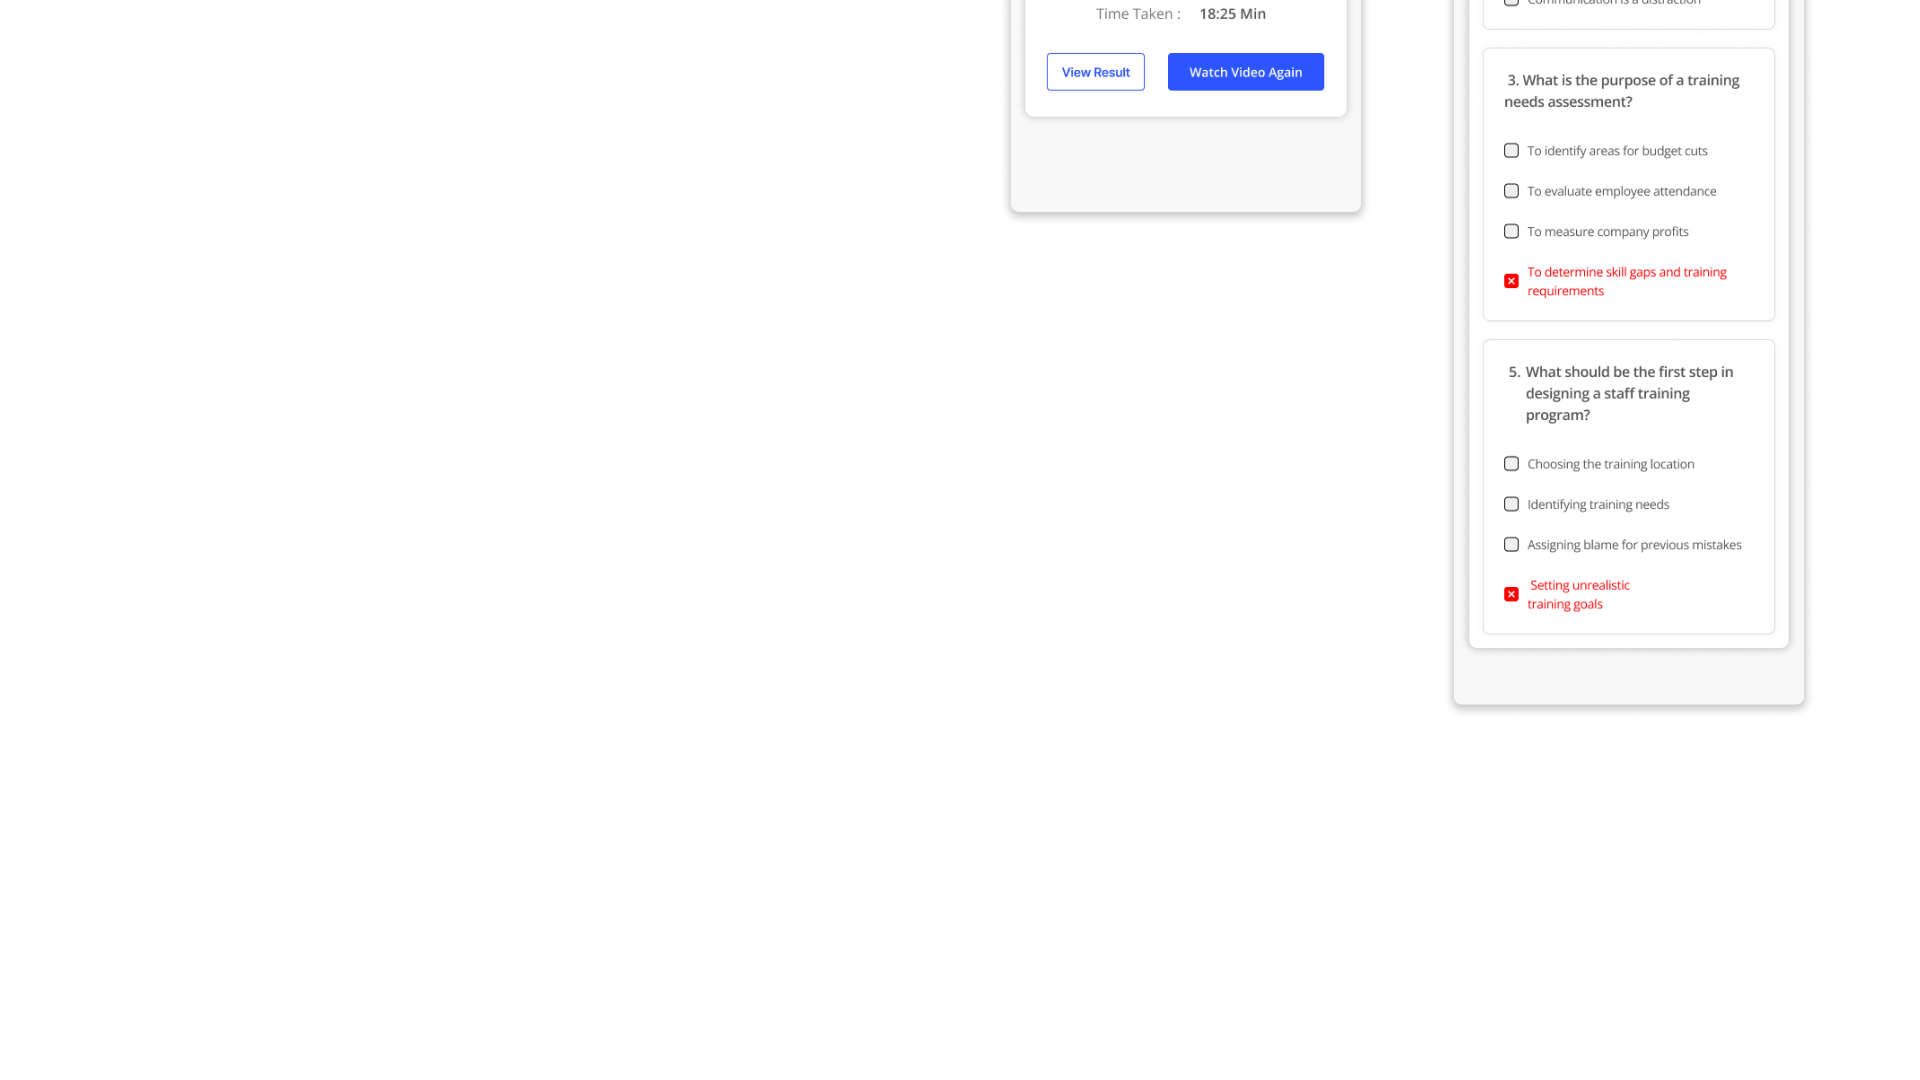 Time Taken : 18:25 Min
View Result
Watch Video Again
Communication is a distraction
3. What is the purpose of a training
needs assessment?
To identify areas for budget cuts
To evaluate employee attendance
To measure company profits
To determine skill gaps and training
requirements
5. What should be the first step in
designing a staff training
program?
Choosing the training location
Identifying training needs
Assigning blame for previous mistakes
Setting unrealistic
training goals